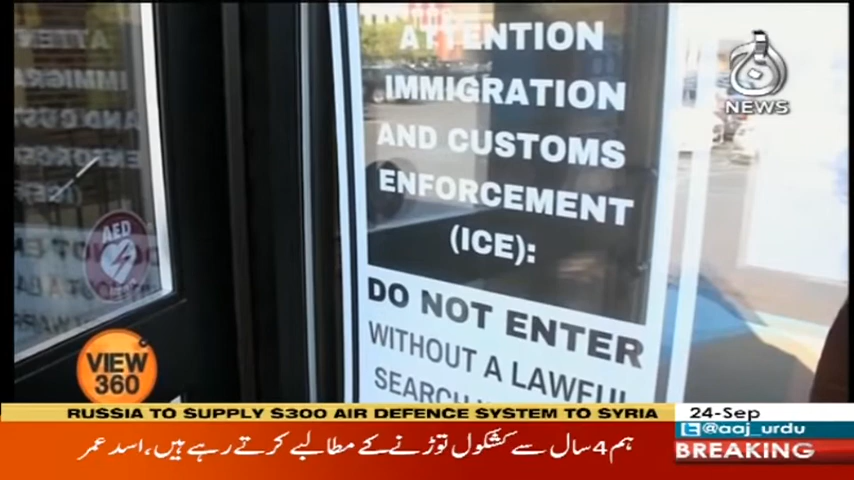 ATTENTION
IMMIGRATION
AND CUSTOMS
ENFORCEMENT
(ICE):
DO NOT ENTER
WITHOUT A LAWFUL
SEARCH
AED
NEWS
VIEW
360
RUSSIA TO SUPPLY S300 AIR DEFENCE SYSTEM TO SYRIA
24-Sep
@aaj_urdu
ہم 4 سال سے کشکول توڑنے کے مطالبے کرتے رہے ہیں، اسد عمر
BREAKING